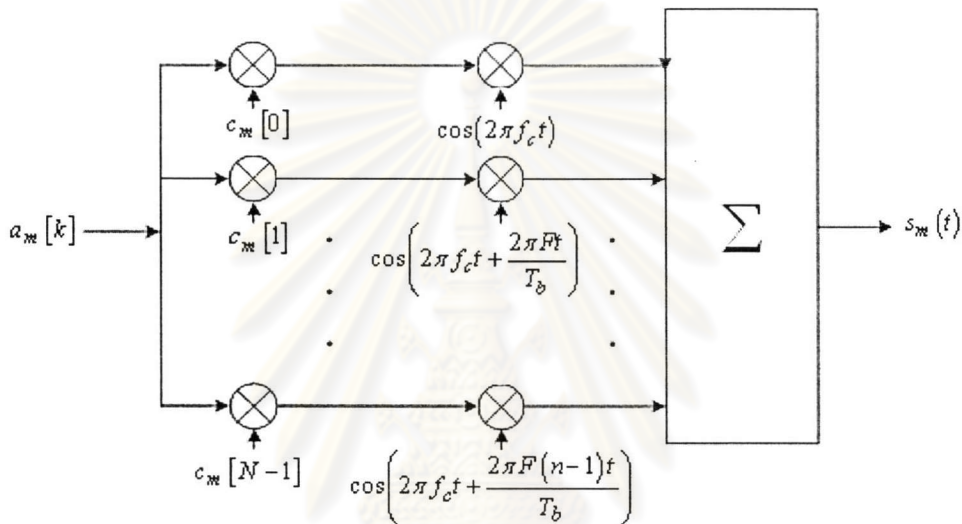 c_m[0]
cos(2πf_c t)
a_m[k]
c_m[1]
cos(2πf_c t + 2πFt/T_b)
∑
s_m(t)
c_m[N-1]
cos(2πf_c t + 2πF(n-1)t/T_b)